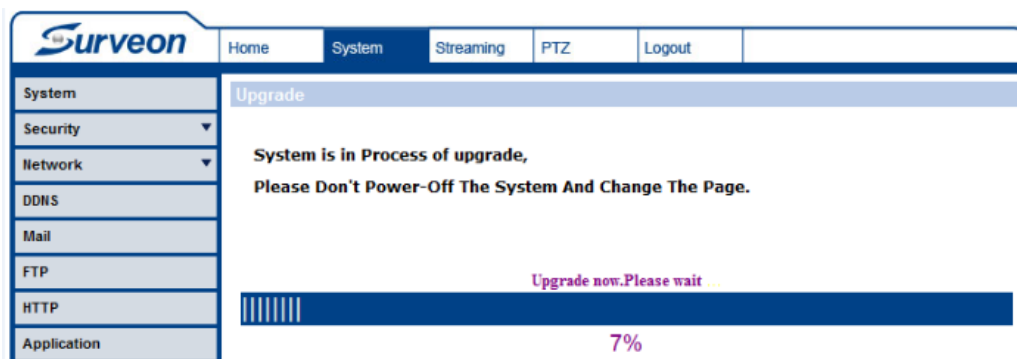 Surveon
Home System Streaming PTZ Logout
System
Security
Network
DDNS
Mail
FTP
HTTP
Application
Upgrade
System is in Process of upgrade,
Please Don't Power-Off The System And Change The Page.
Upgrade now.Please wait ...
7%